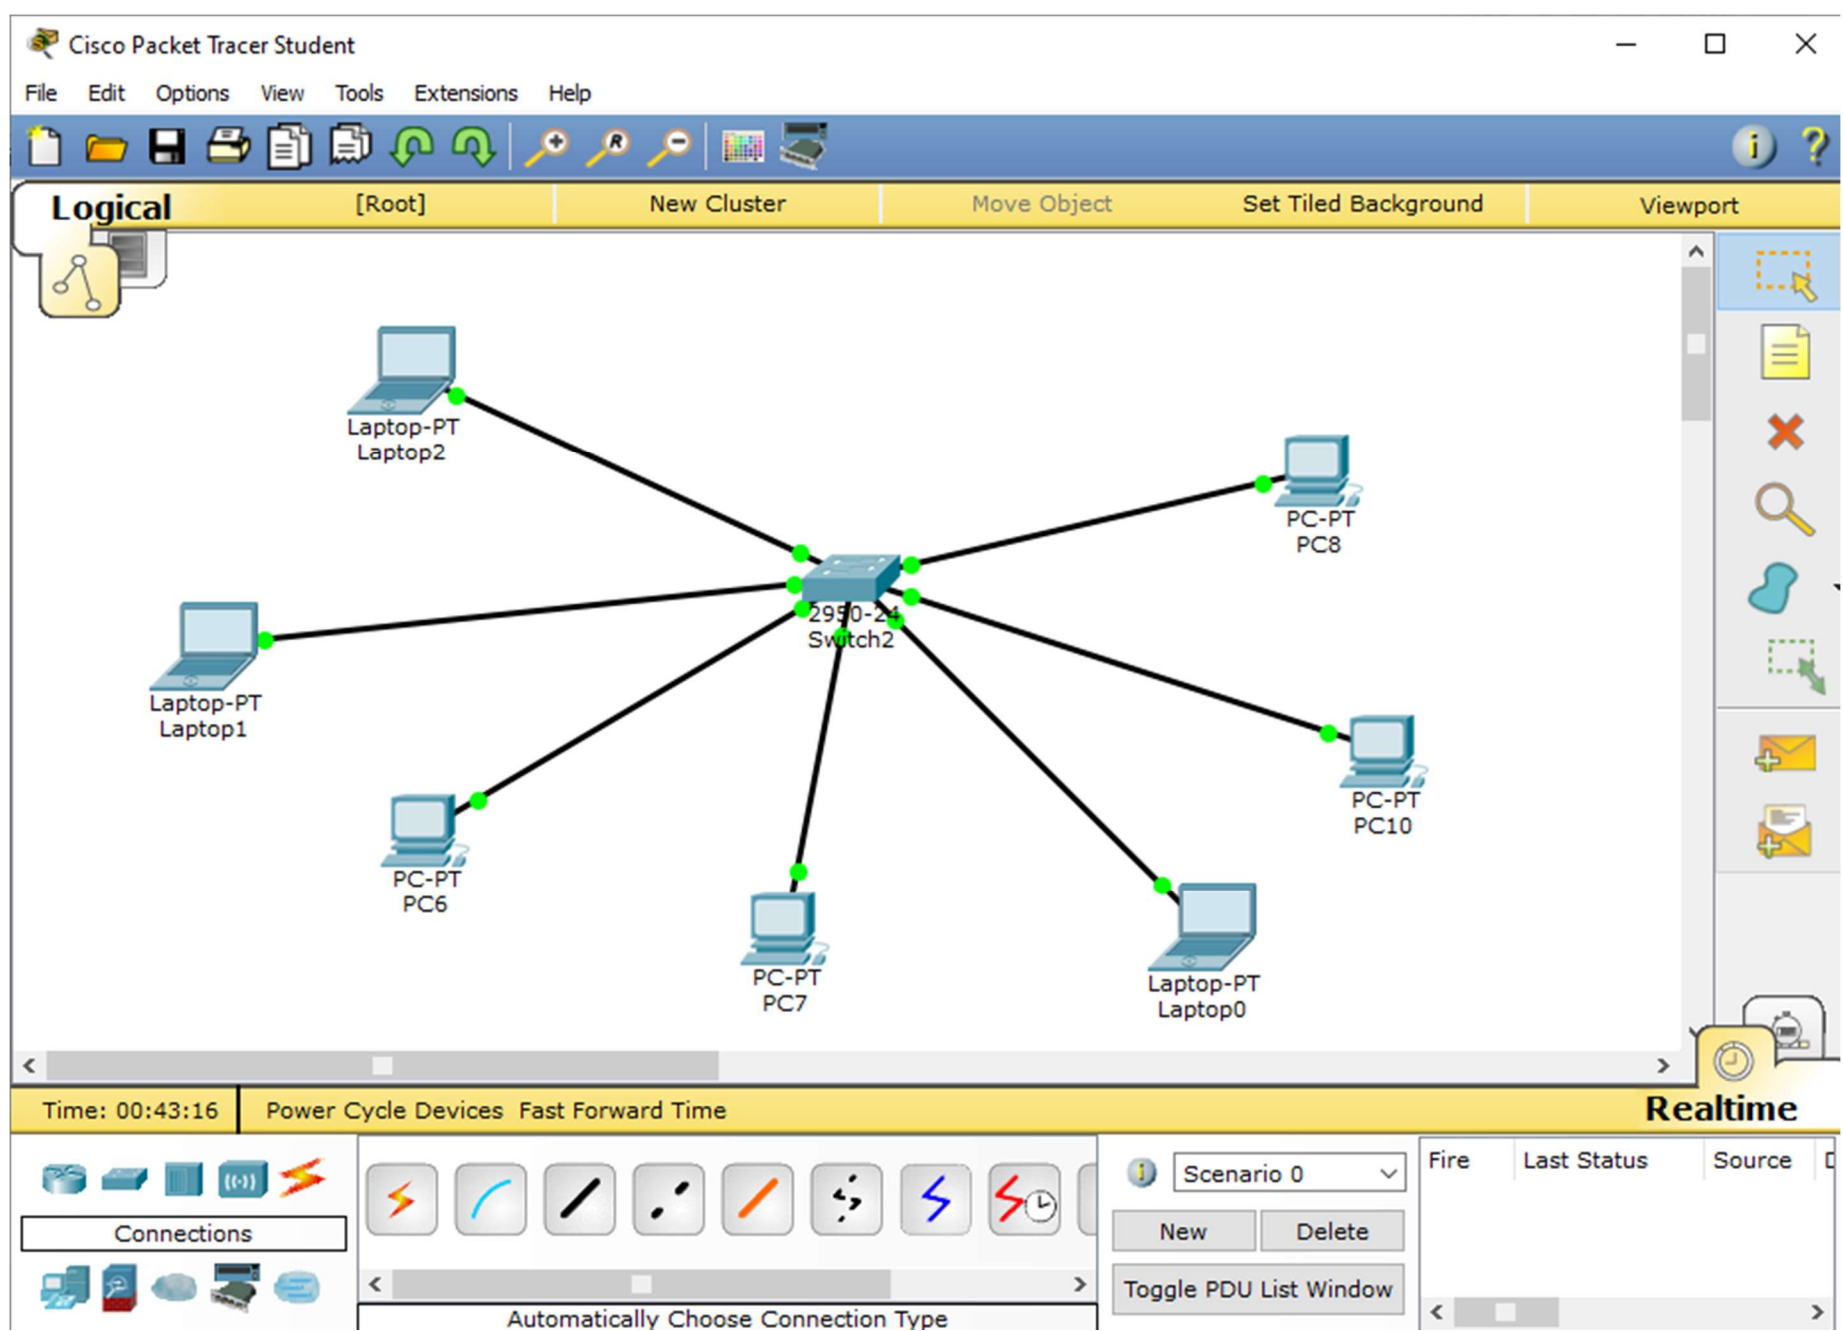 Cisco Packet Tracer Student
File Edit Options View Tools Extensions Help
R
i ?
Logical [Root] New Cluster Move Object Set Tiled Background Viewport
Laptop-PT
Laptop2
PC-PT
PC8
2950-24
Switch2
Laptop-PT
Laptop1
PC-PT
PC10
PC-PT
PC6
PC-PT
PC7
Laptop-PT
Laptop0
Time: 00:43:16 Power Cycle Devices Fast Forward Time Realtime
Connections
Automatically Choose Connection Type
i Scenario 0
New Delete
Toggle PDU List Window
Fire Last Status Source